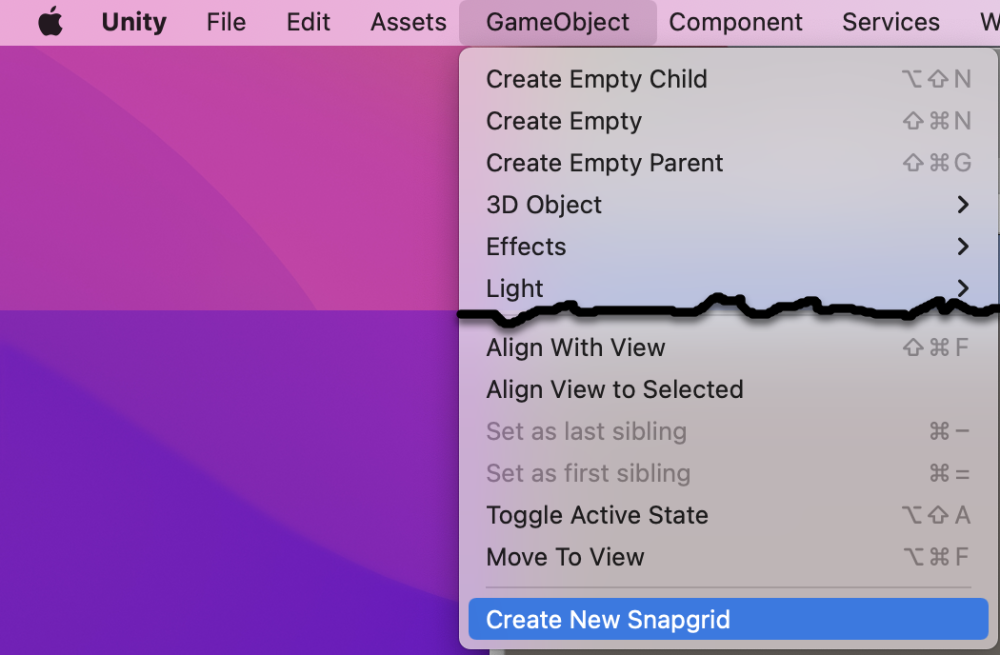 Unity File Edit Assets GameObject Component Services
Create Empty Child ⌥⇧N
Create Empty ⇧⌘N
Create Empty Parent ⇧⌘G
3D Object
Effects
Light
Align With View ⇧⌘F
Align View to Selected
Set as last sibling ⌘−
Set as first sibling ⌘=
Toggle Active State ⌥⇧A
Move To View ⌥⌘F
Create New Snapgrid